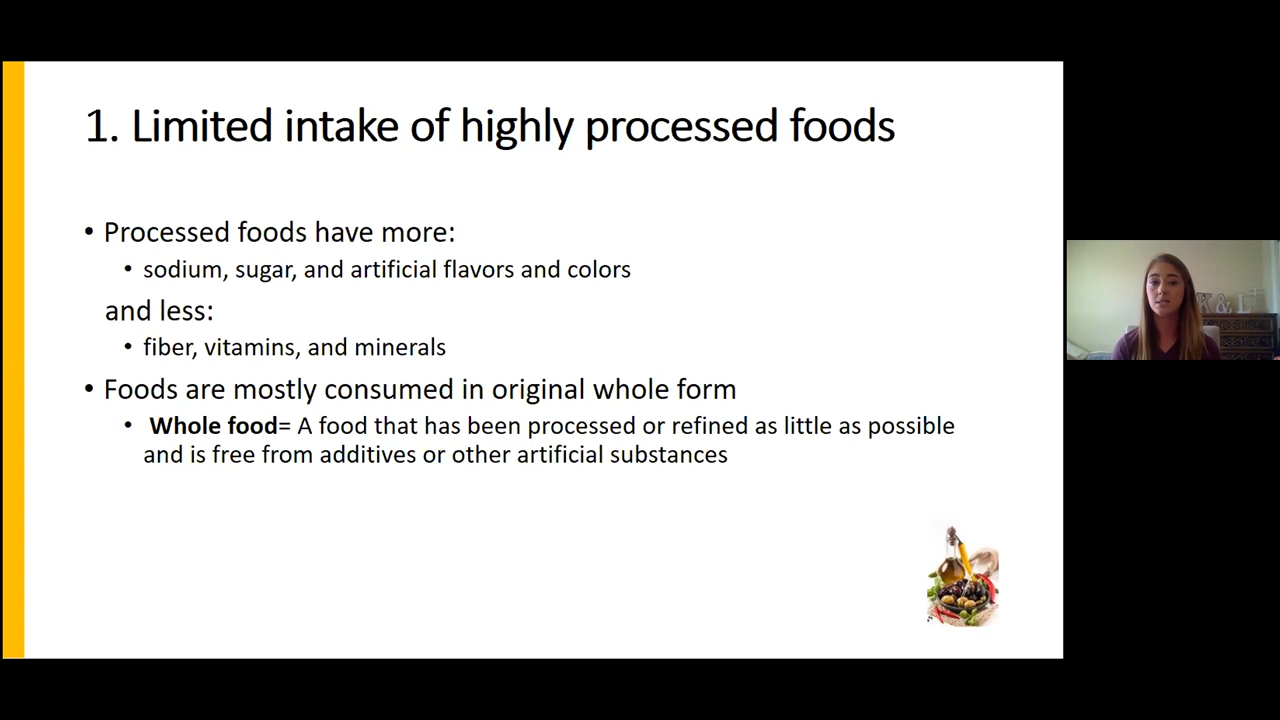 1. Limited intake of highly processed foods
• Processed foods have more:
• sodium, sugar, and artificial flavors and colors
and less:
• fiber, vitamins, and minerals
• Foods are mostly consumed in original whole form
• Whole food= A food that has been processed or refined as little as possible
and is free from additives or other artificial substances
K & L